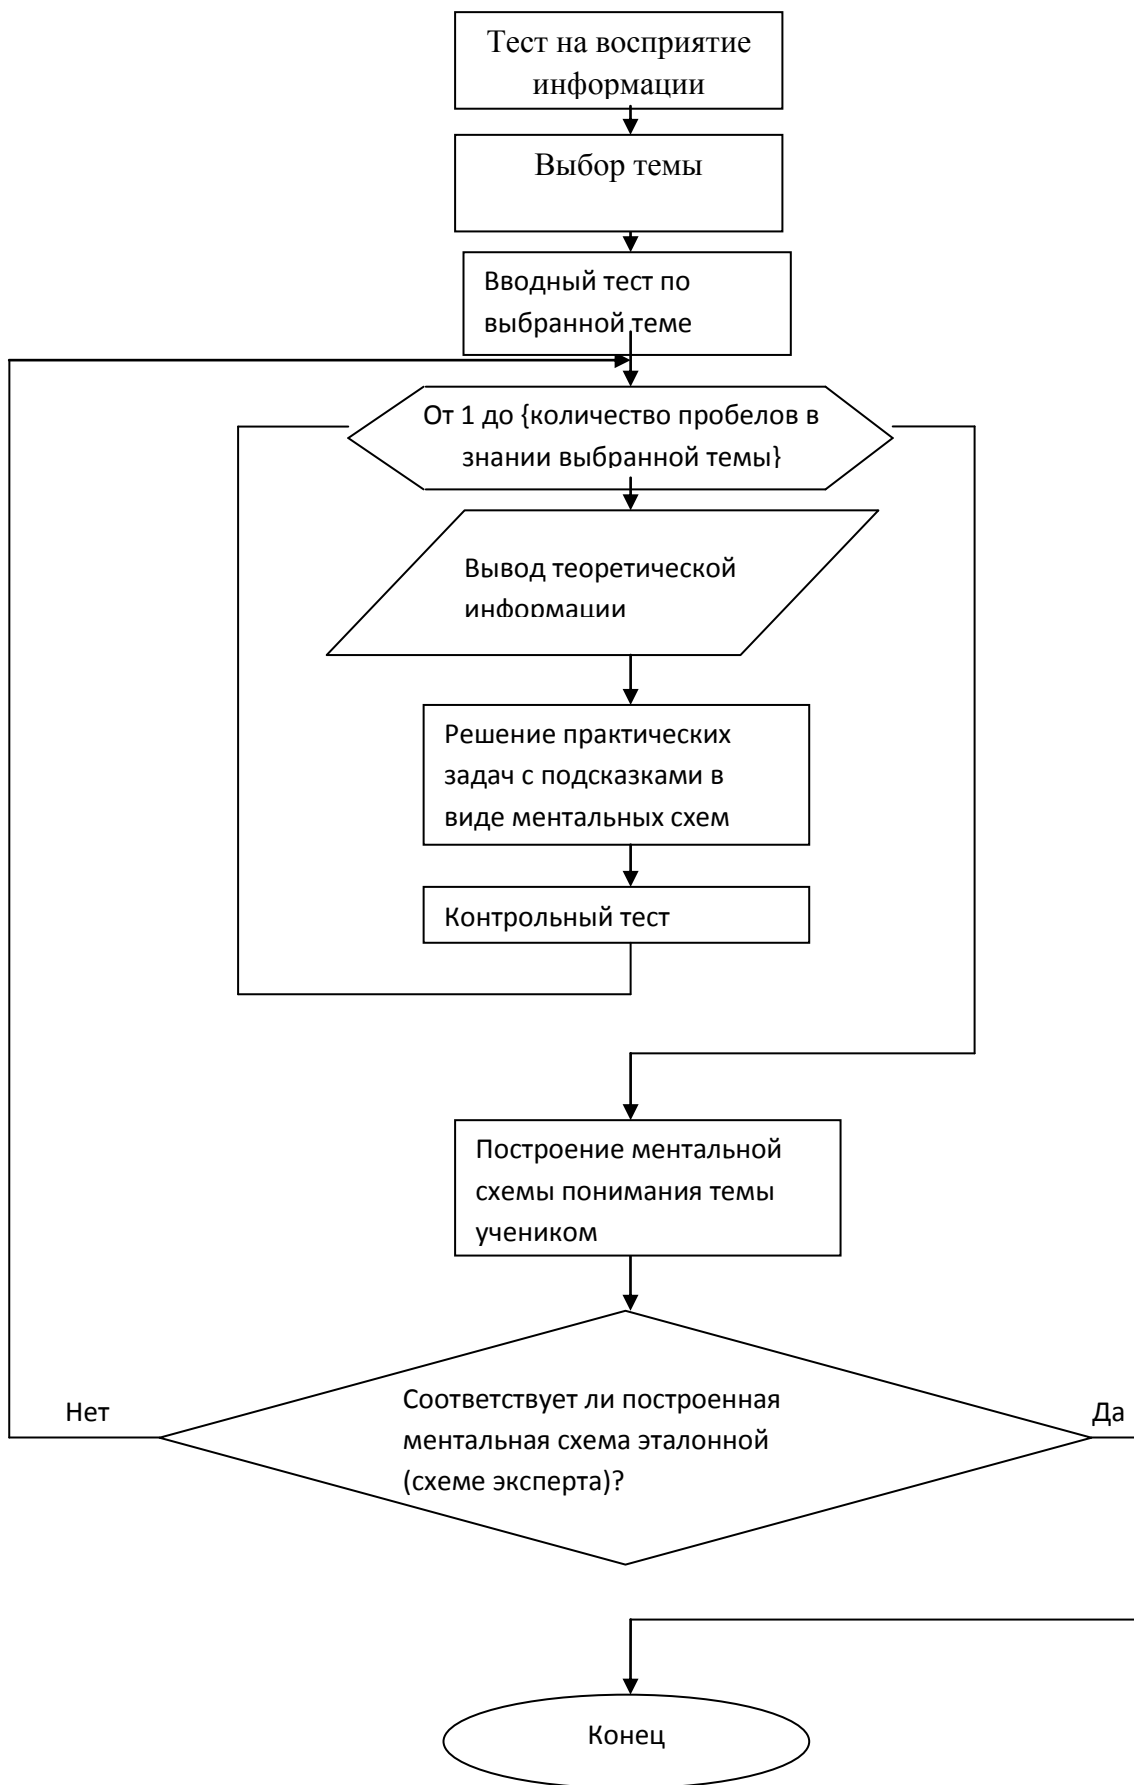 Тест на восприятие
информации
Выбор темы
Вводный тест по
выбранной теме
От 1 до {количество пробелов в
знании выбранной темы}
Вывод теоретической
информации
Решение практических
задач с подсказками в
виде ментальных схем
Контрольный тест
Построение ментальной
схемы понимания темы
учеником
Соответствует ли построенная
ментальная схема эталонной
(схеме эксперта)?
Нет
Да
Конец